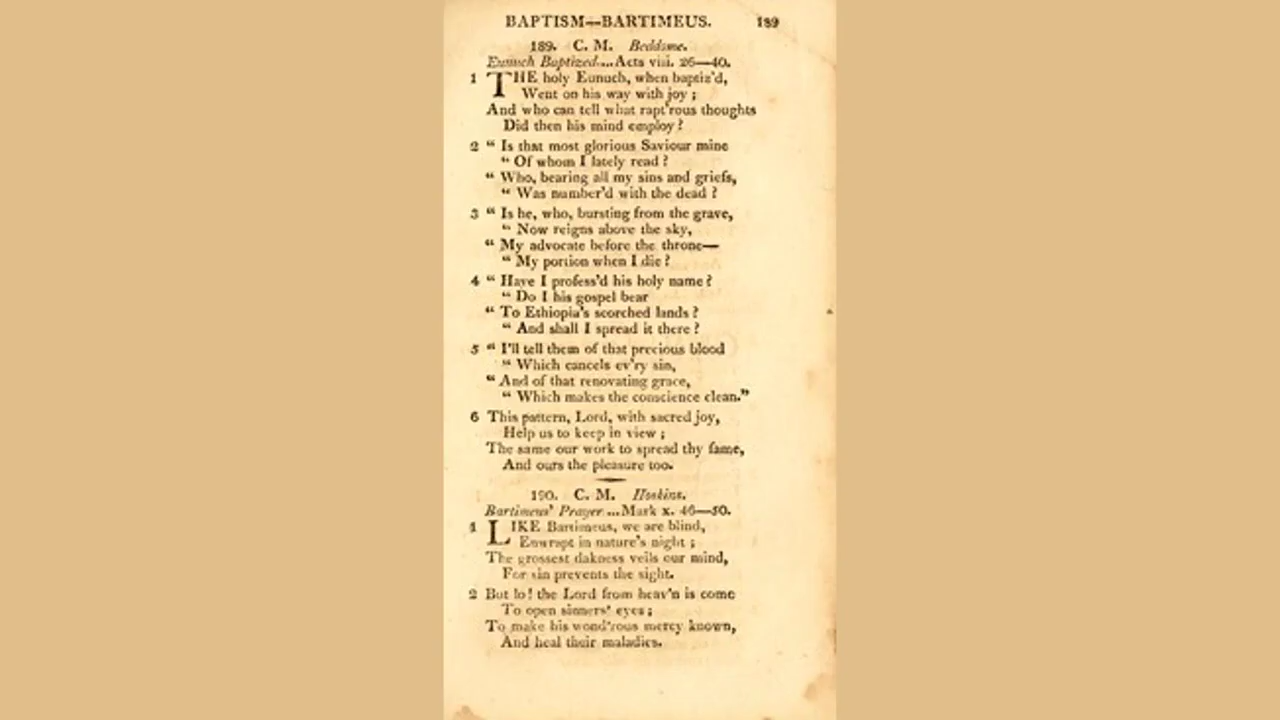 BAPTISM—BARTIMEUS. 189
189. C. M. Beddome.
Eunuch Baptized....Acts viii. 26—40.
1 THE holy Eunuch, when baptiz'd,
Went on his way with joy ;
And who can tell what rapt'rous thoughts
Did then his mind employ ?
2 “ Is that most glorious Saviour mine
“ Of whom I lately read ?
“ Who, bearing all my sins and griefs,
“ Was number'd with the dead ?
3 “ Is he, who, bursting from the grave,
“ Now reigns above the sky,
“ My advocate before the throne—
“ My portion when I die ?
4 “ Have I profess'd his holy name ?
“ Do I his gospel bear
“ To Ethiopia's scorched lands ?
“ And shall I spread it there ?
5 “ I'll tell them of that precious blood
“ Which cancels ev'ry sin,
“ And of that renovating grace,
“ Which makes the conscience clean.”
6 This pattern, Lord, with sacred joy,
Help us to keep in view ;
The same our work to spread thy fame,
And ours the pleasure too.
190. C. M. Hoskins.
Bartimeus' Prayer....Mark x. 46—50.
1 LIKE Bartimeus, we are blind,
Enwrapt in nature's night ;
The grossest dakness veils our mind,
For sin prevents the sight.
2 But lo ! the Lord from heav'n is come
To open sinners' eyes ;
To make his wond'rous mercy known,
And heal their maladies.